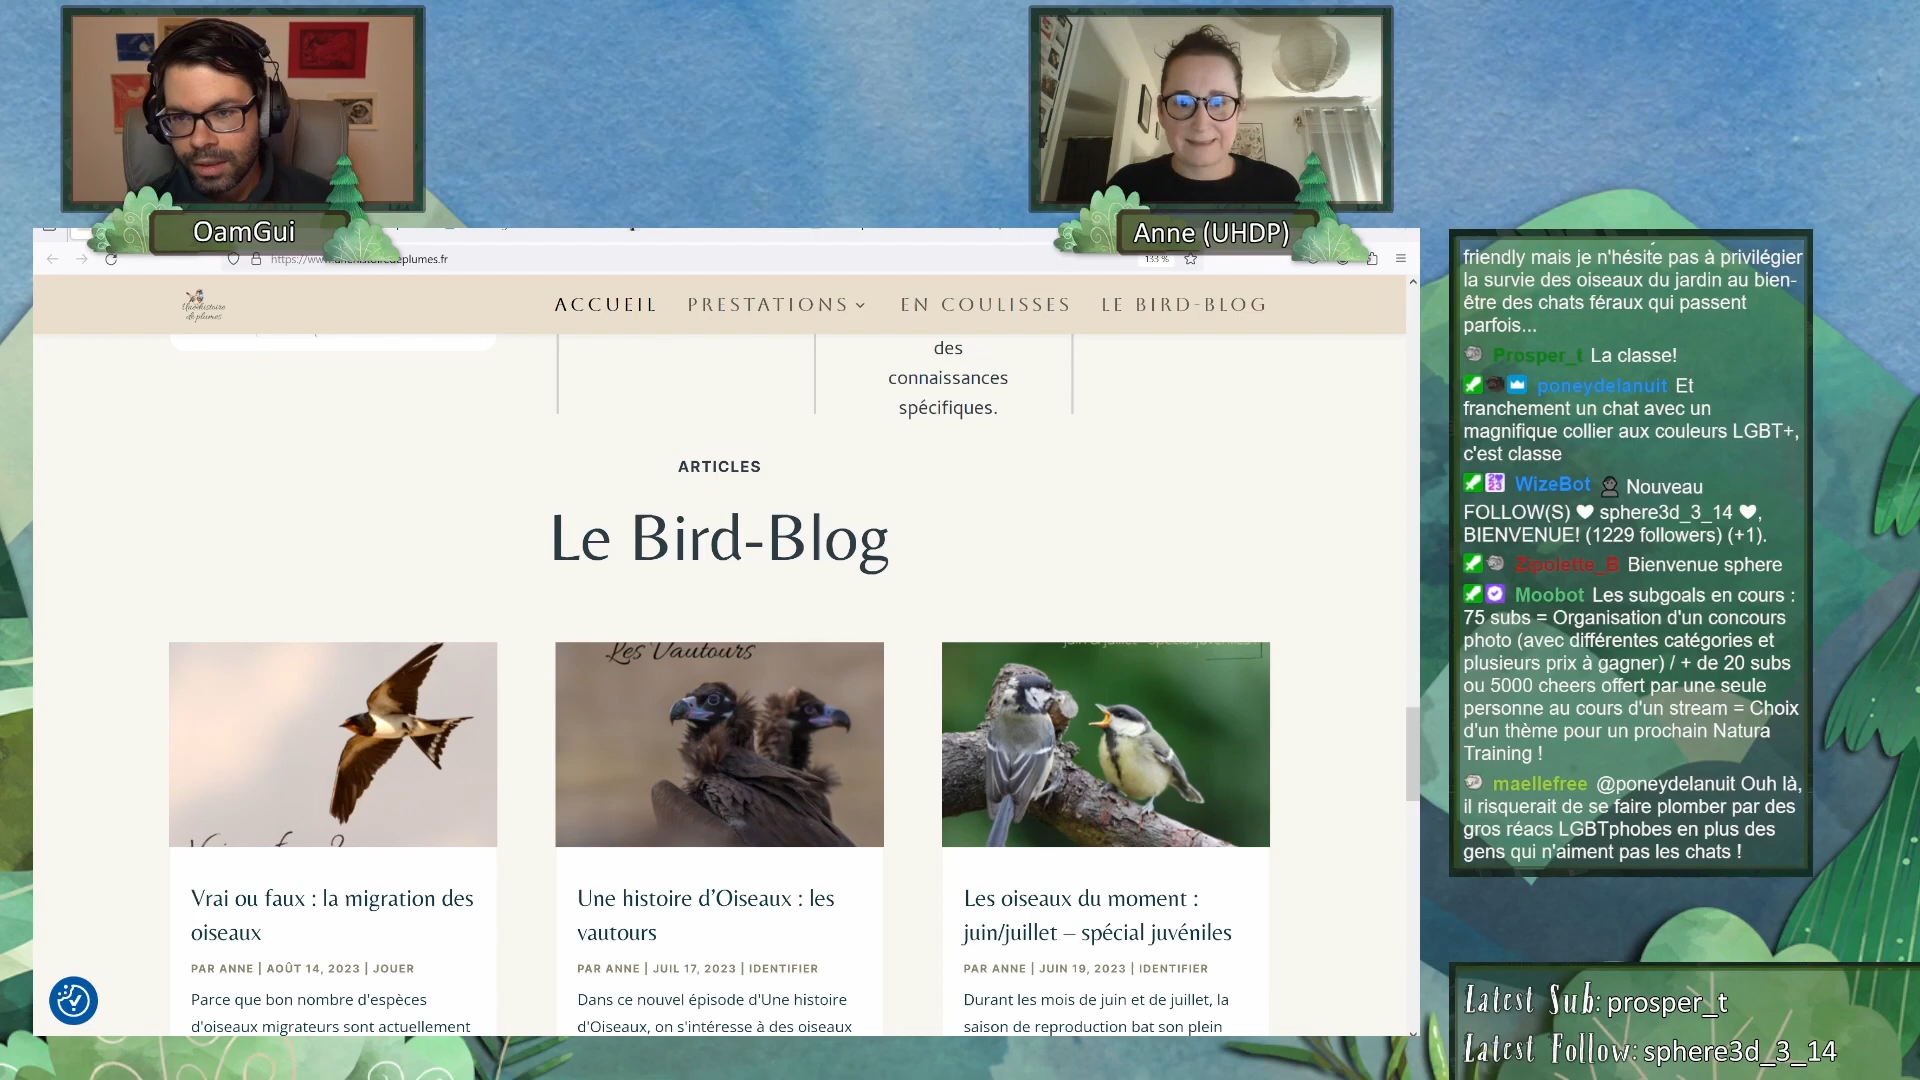 OamGui
Anne (UHDP)
133 %
ACCUEIL
PRESTATIONS
EN COULISSES
LE BIRD-BLOG
des
connaissances
spécifiques.
ARTICLES
Le Bird-Blog
Les Vautours
Vrai ou faux : la migration des
oiseaux
PAR ANNE | AOÛT 14, 2023 | JOUER
Parce que bon nombre d'espèces
d'oiseaux migrateurs sont actuellement
Une histoire d’Oiseaux : les
vautours
PAR ANNE | JUIL 17, 2023 | IDENTIFIER
Dans ce nouvel épisode d'Une histoire
d'Oiseaux, on s'intéresse à des oiseaux
Les oiseaux du moment :
juin/juillet – spécial juvéniles
PAR ANNE | JUIN 19, 2023 | IDENTIFIER
Durant les mois de juin et de juillet, la
saison de reproduction bat son plein
friendly mais je n'hésite pas à privilégier
la survie des oiseaux du jardin au bien-
être des chats féraux qui passent
parfois...
Prosper_t La classe!
poneydelanuit Et
franchement un chat avec un
magnifique collier aux couleurs LGBT+,
c'est classe
WizeBot Nouveau
FOLLOW(S) ♥ sphere3d_3_14 ♥,
BIENVENUE! (1229 followers) (+1).
Zipolette_B Bienvenue sphere
Moobot Les subgoals en cours :
75 subs = Organisation d'un concours
photo (avec différentes catégories et
plusieurs prix à gagner) / + de 20 subs
ou 5000 cheers offert par une seule
personne au cours d'un stream = Choix
d'un thème pour un prochain Natura
Training !
maellefree @poneydelanuit Ouh là,
il risquerait de se faire plomber par des
gros réacs LGBTphobes en plus des
gens qui n'aiment pas les chats !
Latest Sub: prosper_t
Latest Follow: sphere3d_3_14